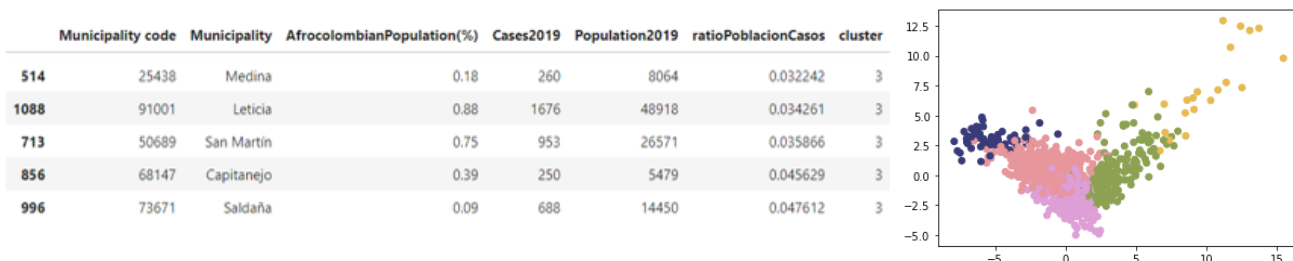 Municipality code Municipality AfrocolombianPopulation(%) Cases2019 Population2019 ratioPoblacionCasos cluster
514 25438 Medina 0.18 260 8064 0.032242 3
1088 91001 Leticia 0.88 1676 48918 0.034261 3
713 50689 San Martín 0.75 953 26571 0.035866 3
856 68147 Capitanejo 0.39 250 5479 0.045629 3
996 73671 Saldaña 0.09 688 14450 0.047612 3
12.5
10.0
7.5
5.0
2.5
0.0
−2.5
−5.0
−5 0 5 10 15